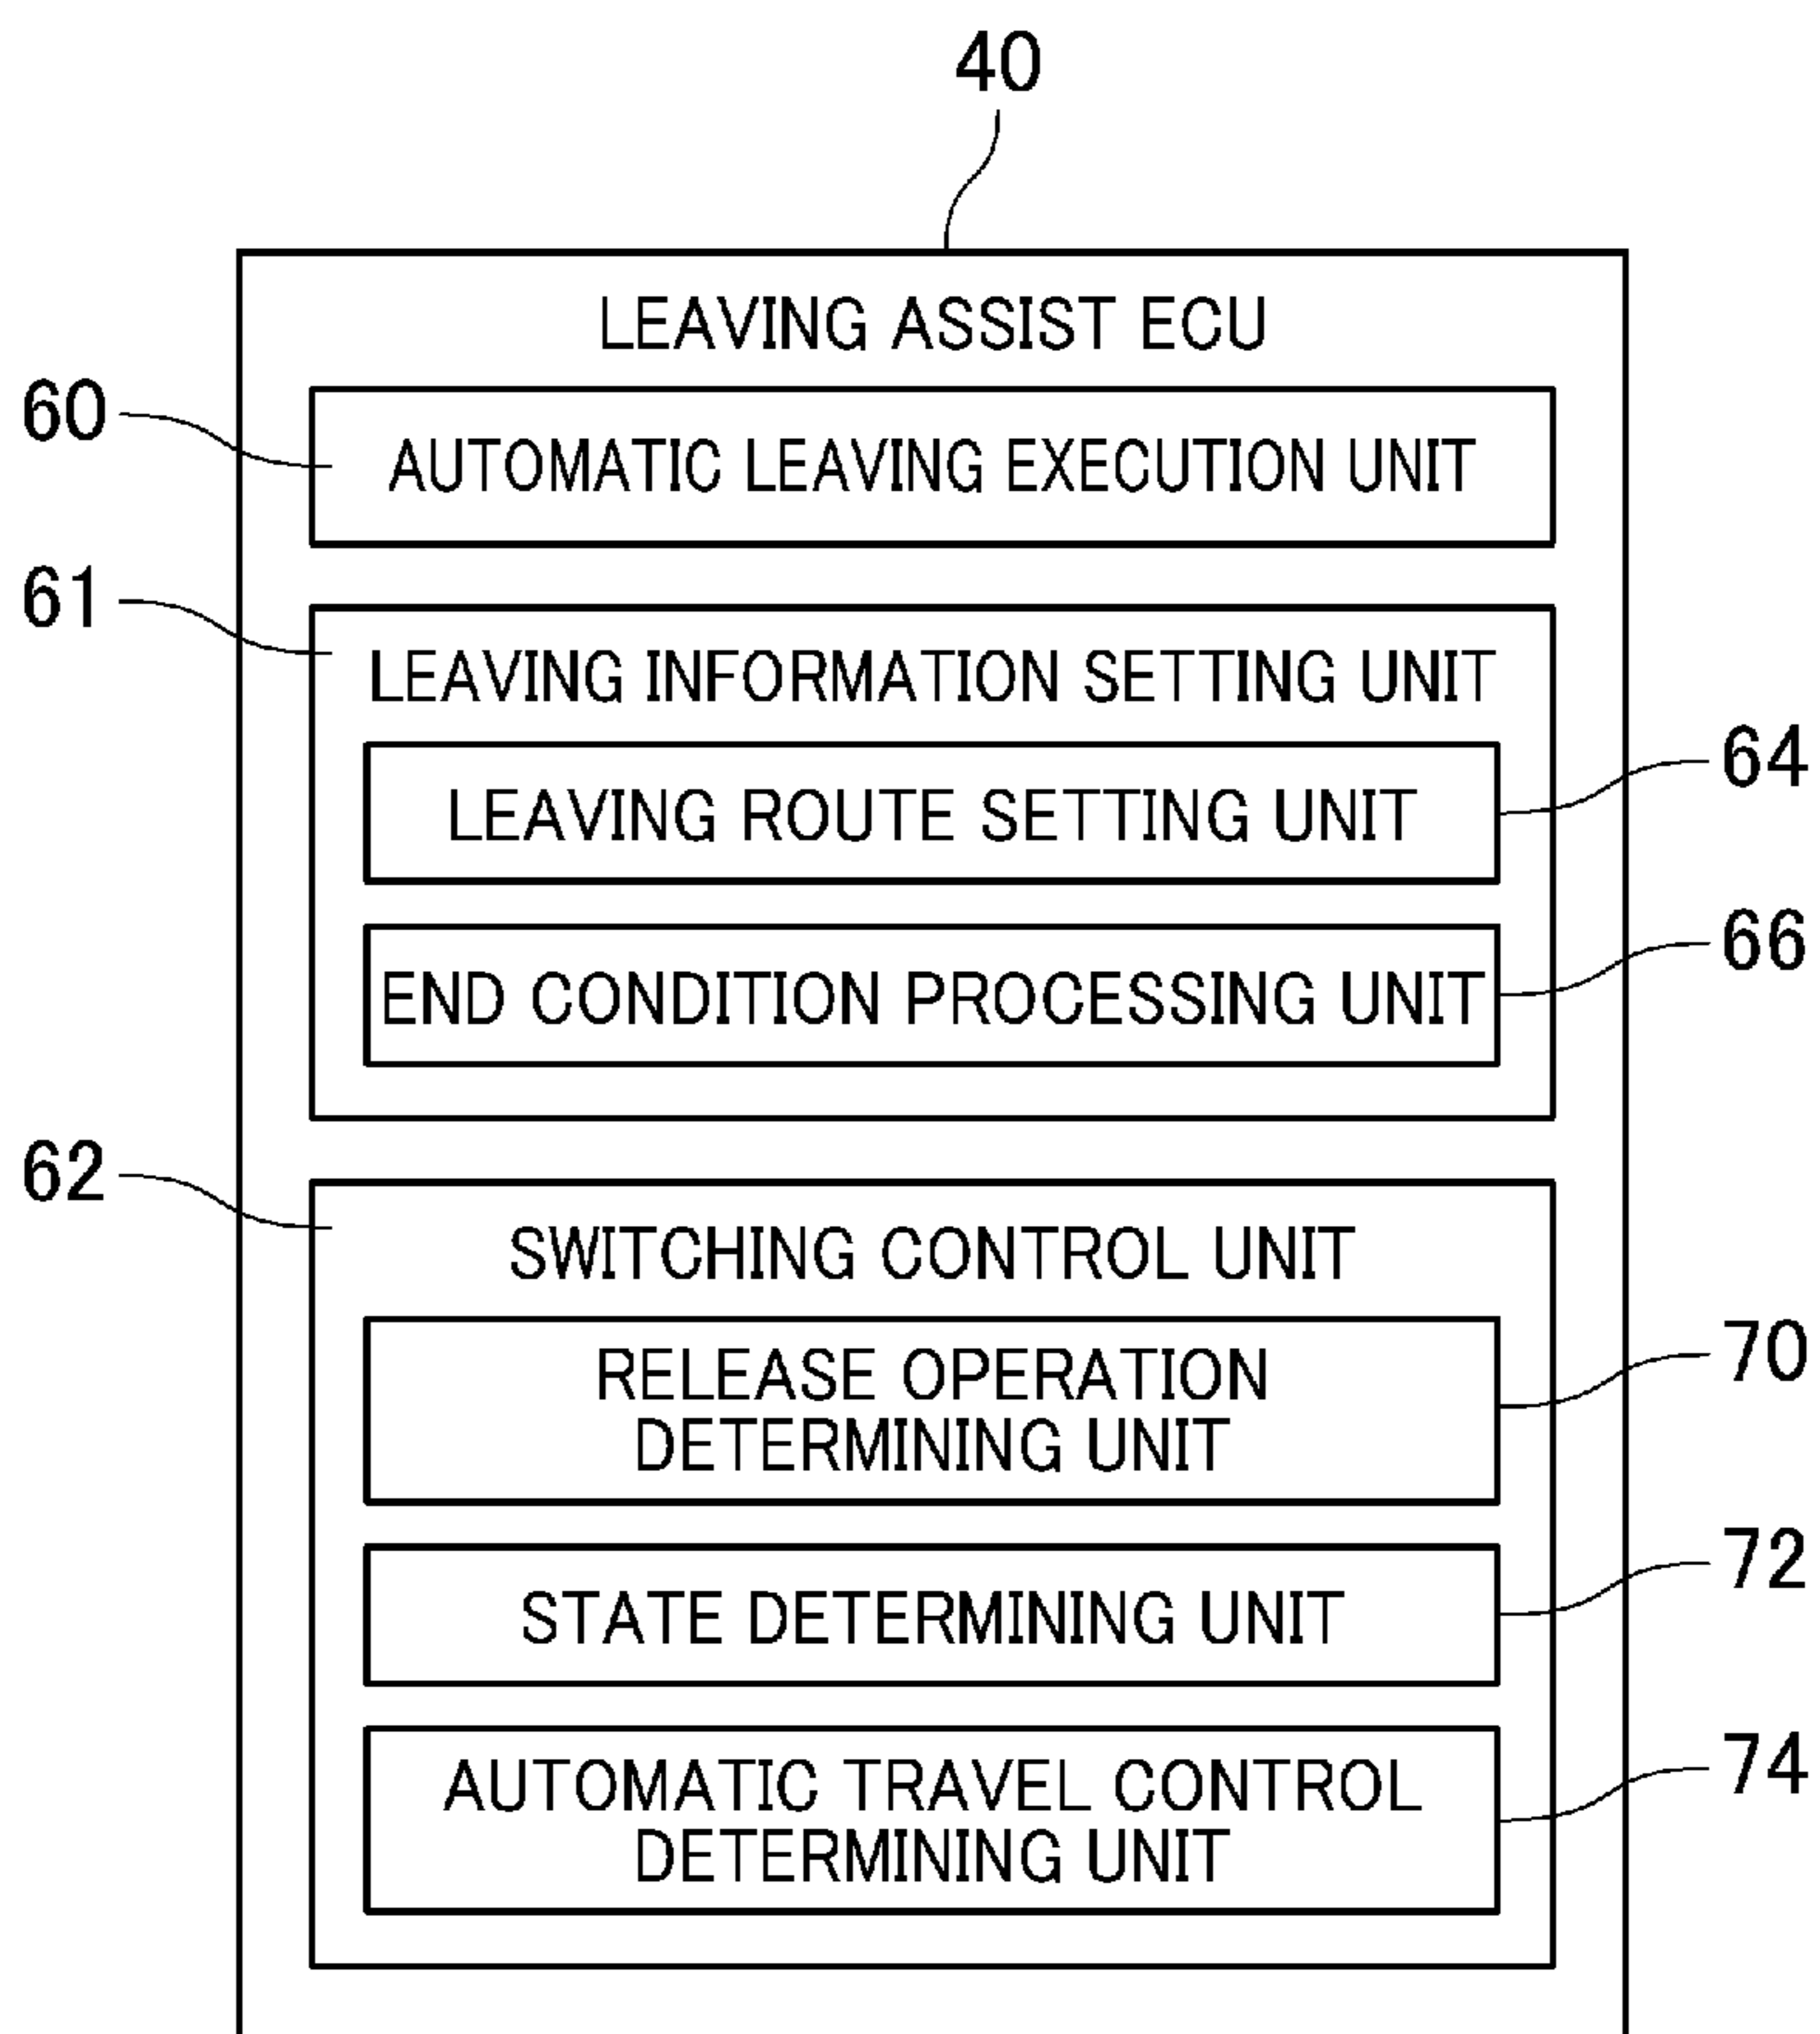 40
LEAVING ASSIST ECU
60
AUTOMATIC LEAVING EXECUTION UNIT
61
LEAVING INFORMATION SETTING UNIT
64
LEAVING ROUTE SETTING UNIT
66
END CONDITION PROCESSING UNIT
62
SWITCHING CONTROL UNIT
70
RELEASE OPERATION
DETERMINING UNIT
72
STATE DETERMINING UNIT
74
AUTOMATIC TRAVEL CONTROL
DETERMINING UNIT